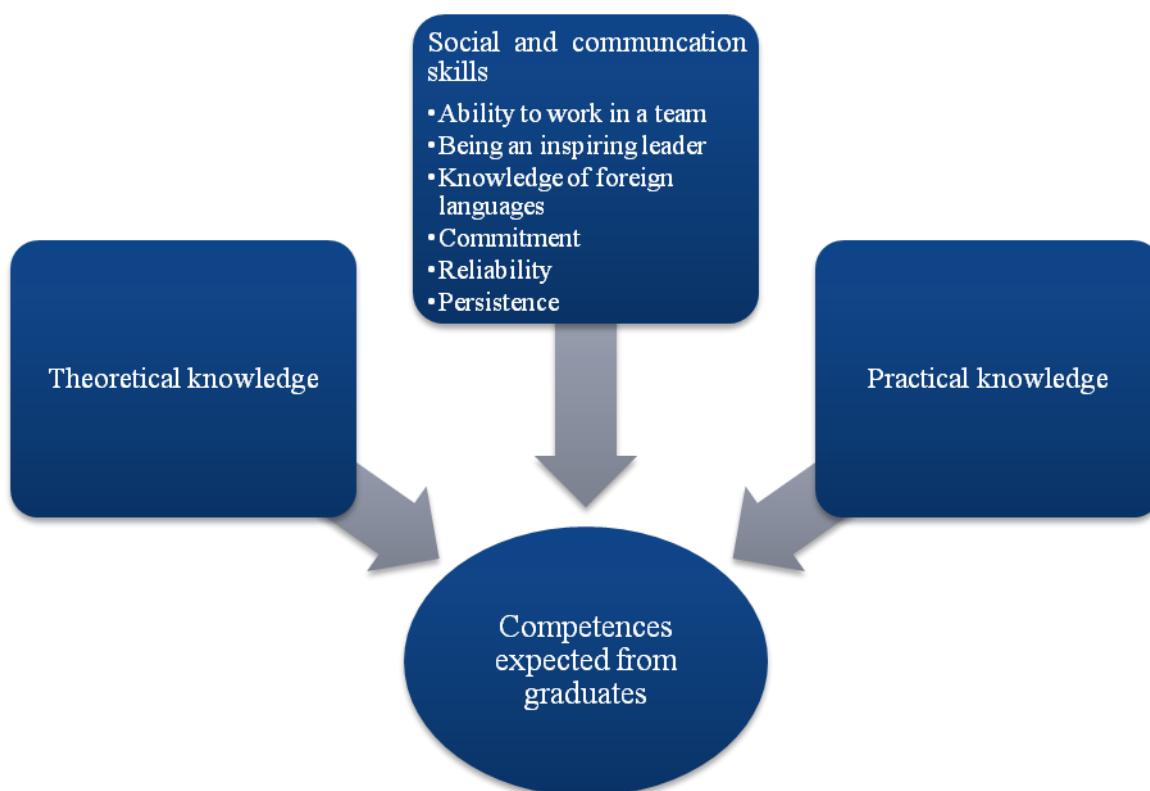 Social and communcation
skills
•Ability to work in a team
•Being an inspiring leader
•Knowledge of foreign
languages
•Commitment
•Reliability
•Persistence
Theoretical knowledge
Practical knowledge
Competences
expected from
graduates